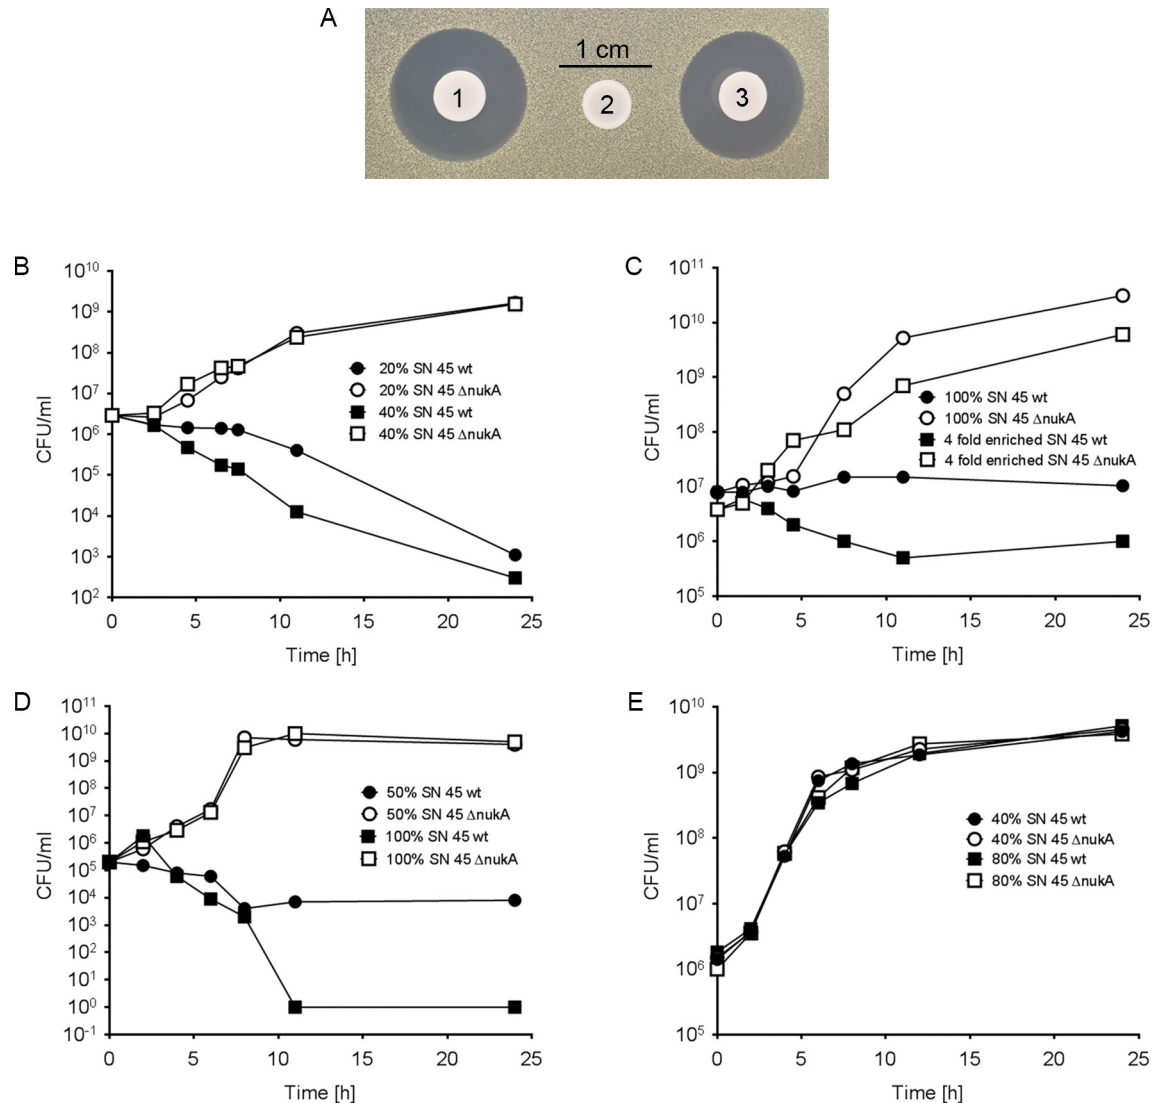 A
1 cm
1
2
3
B
10^10
10^9
10^8
10^7
10^6
10^5
10^4
10^3
10^2
CFU/ml
20% SN 45 wt
20% SN 45 ΔnukA
40% SN 45 wt
40% SN 45 ΔnukA
0 5 10 15 20 25
Time [h]
C
10^11
10^10
10^9
10^8
10^7
10^6
10^5
CFU/ml
100% SN 45 wt
100% SN 45 ΔnukA
4 fold enriched SN 45 wt
4 fold enriched SN 45 ΔnukA
0 5 10 15 20 25
Time [h]
D
10^11
10^10
10^9
10^8
10^7
10^6
10^5
10^4
10^3
10^2
10^1
10^0
10^-1
CFU/ml
50% SN 45 wt
50% SN 45 ΔnukA
100% SN 45 wt
100% SN 45 ΔnukA
0 5 10 15 20 25
Time [h]
E
10^10
10^9
10^8
10^7
10^6
10^5
CFU/ml
40% SN 45 wt
40% SN 45 ΔnukA
80% SN 45 wt
80% SN 45 ΔnukA
0 5 10 15 20 25
Time [h]